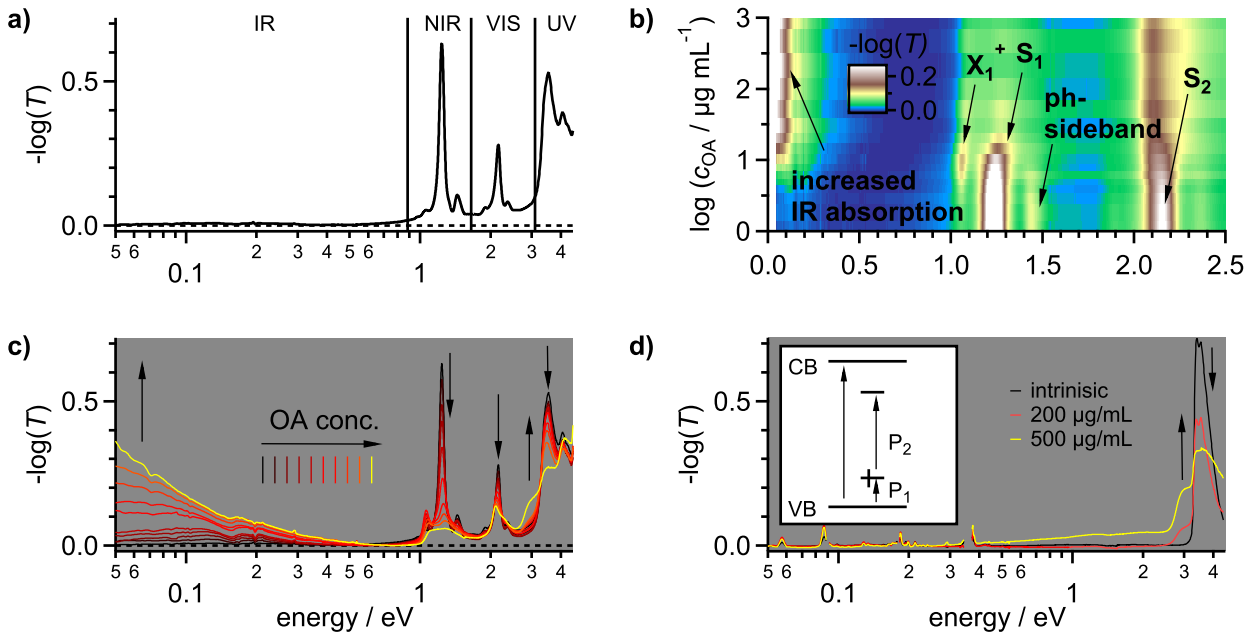 a)
IR
NIR
VIS
UV
0.5
0.0
-log(T)
5 6
0.1
2
3
4
5 6
1
2
3
4
b)
log (cOA / µg mL-1)
3
2
1
0
-log(T)
0.2
0.0
X1+
S1
ph-
sideband
S2
increased
IR absorption
0.0
0.5
1.0
1.5
2.0
2.5
c)
-log(T)
0.5
0.0
OA conc.
5 6
0.1
2
3
4
5 6
1
2
3
4
energy / eV
d)
-log(T)
0.5
0.0
CB
VB
P2
P1
intrinisic
200 µg/mL
500 µg/mL
5 6
0.1
2
3
4
5 6
1
2
3
4
energy / eV